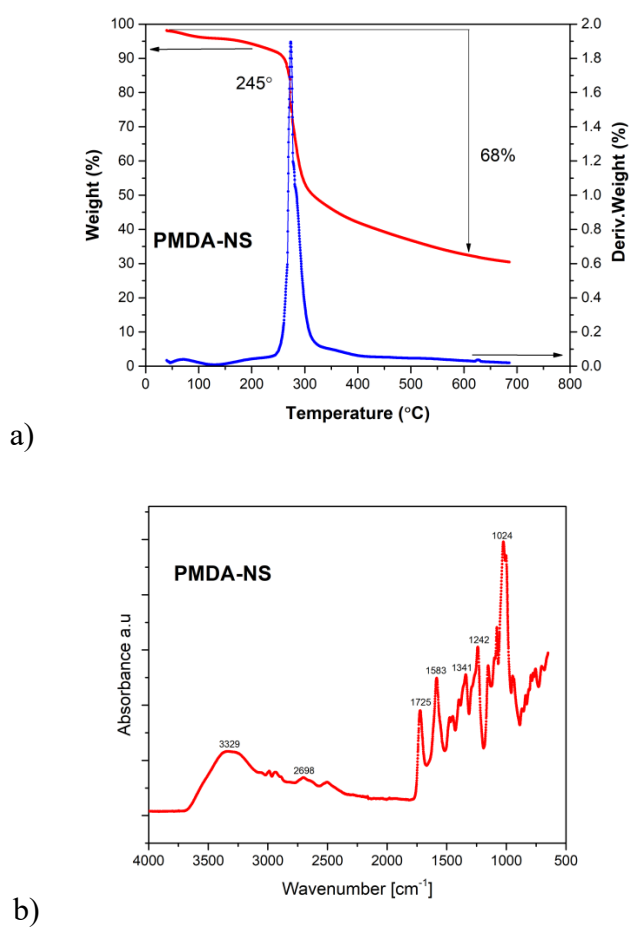 100
90
80
70
60
50
40
30
20
10
0
Weight (%)
2.0
1.8
1.6
1.4
1.2
1.0
0.8
0.6
0.4
0.2
0.0
Deriv.Weight (%)
245°
68%
PMDA-NS
0 100 200 300 400 500 600 700 800
Temperature (°C)
a)
PMDA-NS
1024
1242
1341
1583
1725
3329
2698
Absorbance a.u
4000 3500 3000 2500 2000 1500 1000 500
Wavenumber [cm⁻¹]
b)